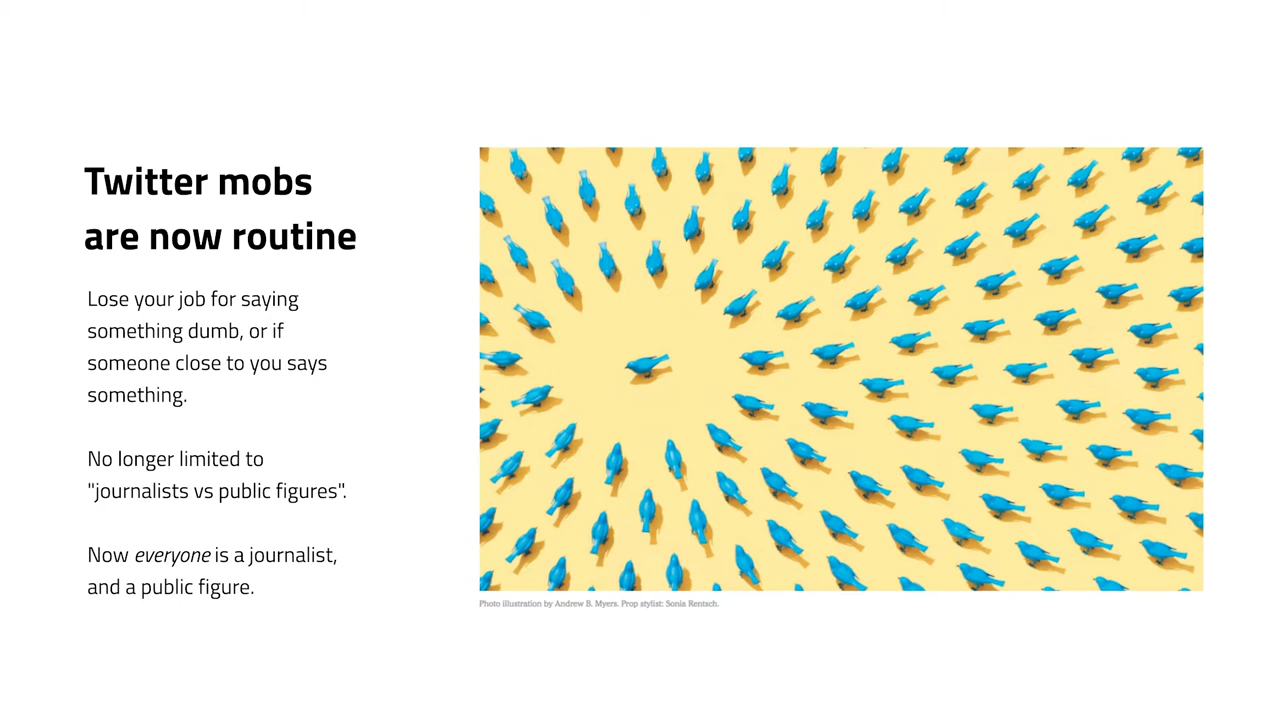 Twitter mobs
are now routine
Lose your job for saying
something dumb, or if
someone close to you says
something.
No longer limited to
"journalists vs public figures".
Now everyone is a journalist,
and a public figure.
Photo illustration by Andrew B. Myers. Prop stylist: Sonia Rentsch.